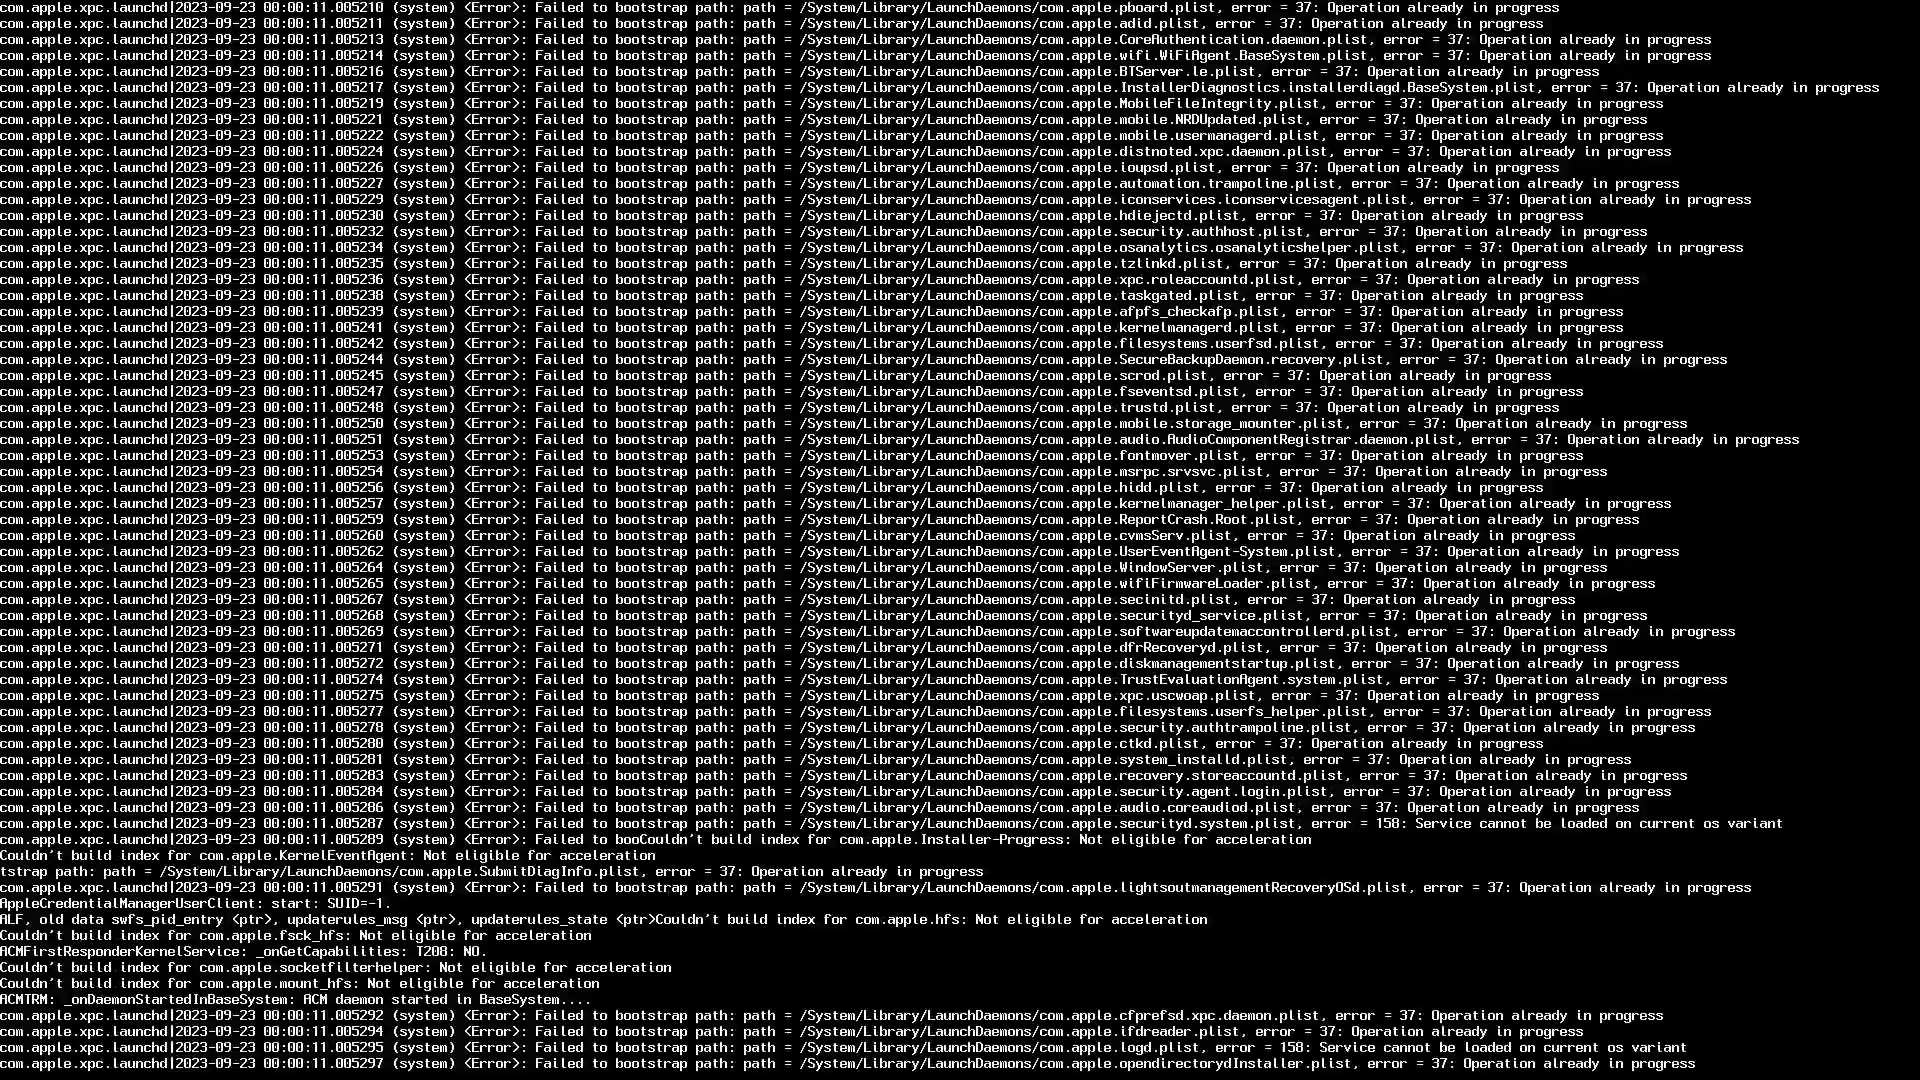 com.apple.xpc.launchd|2023-09-23 00:00:11.005210 (system) <Error>: Failed to bootstrap path: path = /System/Library/LaunchDaemons/com.apple.pboard.plist, error = 37: Operation already in progress
com.apple.xpc.launchd|2023-09-23 00:00:11.005211 (system) <Error>: Failed to bootstrap path: path = /System/Library/LaunchDaemons/com.apple.adid.plist, error = 37: Operation already in progress
com.apple.xpc.launchd|2023-09-23 00:00:11.005213 (system) <Error>: Failed to bootstrap path: path = /System/Library/LaunchDaemons/com.apple.CoreAuthentication.daemon.plist, error = 37: Operation already in progress
com.apple.xpc.launchd|2023-09-23 00:00:11.005214 (system) <Error>: Failed to bootstrap path: path = /System/Library/LaunchDaemons/com.apple.wifi.WiFiAgent.BaseSystem.plist, error = 37: Operation already in progress
com.apple.xpc.launchd|2023-09-23 00:00:11.005216 (system) <Error>: Failed to bootstrap path: path = /System/Library/LaunchDaemons/com.apple.BTServer.le.plist, error = 37: Operation already in progress
com.apple.xpc.launchd|2023-09-23 00:00:11.005217 (system) <Error>: Failed to bootstrap path: path = /System/Library/LaunchDaemons/com.apple.InstallerDiagnostics.installerdiagd.BaseSystem.plist, error = 37: Operation already in progress
com.apple.xpc.launchd|2023-09-23 00:00:11.005219 (system) <Error>: Failed to bootstrap path: path = /System/Library/LaunchDaemons/com.apple.MobileFileIntegrity.plist, error = 37: Operation already in progress
com.apple.xpc.launchd|2023-09-23 00:00:11.005221 (system) <Error>: Failed to bootstrap path: path = /System/Library/LaunchDaemons/com.apple.mobile.NRDUpdated.plist, error = 37: Operation already in progress
com.apple.xpc.launchd|2023-09-23 00:00:11.005222 (system) <Error>: Failed to bootstrap path: path = /System/Library/LaunchDaemons/com.apple.mobile.usermanagerd.plist, error = 37: Operation already in progress
com.apple.xpc.launchd|2023-09-23 00:00:11.005224 (system) <Error>: Failed to bootstrap path: path = /System/Library/LaunchDaemons/com.apple.distnoted.xpc.daemon.plist, error = 37: Operation already in progress
com.apple.xpc.launchd|2023-09-23 00:00:11.005226 (system) <Error>: Failed to bootstrap path: path = /System/Library/LaunchDaemons/com.apple.ioupsd.plist, error = 37: Operation already in progress
com.apple.xpc.launchd|2023-09-23 00:00:11.005227 (system) <Error>: Failed to bootstrap path: path = /System/Library/LaunchDaemons/com.apple.automation.trampoline.plist, error = 37: Operation already in progress
com.apple.xpc.launchd|2023-09-23 00:00:11.005229 (system) <Error>: Failed to bootstrap path: path = /System/Library/LaunchDaemons/com.apple.iconservices.iconservicesagent.plist, error = 37: Operation already in progress
com.apple.xpc.launchd|2023-09-23 00:00:11.005230 (system) <Error>: Failed to bootstrap path: path = /System/Library/LaunchDaemons/com.apple.hdiejectd.plist, error = 37: Operation already in progress
com.apple.xpc.launchd|2023-09-23 00:00:11.005232 (system) <Error>: Failed to bootstrap path: path = /System/Library/LaunchDaemons/com.apple.security.authhost.plist, error = 37: Operation already in progress
com.apple.xpc.launchd|2023-09-23 00:00:11.005234 (system) <Error>: Failed to bootstrap path: path = /System/Library/LaunchDaemons/com.apple.osanalytics.osanalyticshelper.plist, error = 37: Operation already in progress
com.apple.xpc.launchd|2023-09-23 00:00:11.005235 (system) <Error>: Failed to bootstrap path: path = /System/Library/LaunchDaemons/com.apple.tzlinkd.plist, error = 37: Operation already in progress
com.apple.xpc.launchd|2023-09-23 00:00:11.005236 (system) <Error>: Failed to bootstrap path: path = /System/Library/LaunchDaemons/com.apple.xpc.roleaccountd.plist, error = 37: Operation already in progress
com.apple.xpc.launchd|2023-09-23 00:00:11.005238 (system) <Error>: Failed to bootstrap path: path = /System/Library/LaunchDaemons/com.apple.taskgated.plist, error = 37: Operation already in progress
com.apple.xpc.launchd|2023-09-23 00:00:11.005239 (system) <Error>: Failed to bootstrap path: path = /System/Library/LaunchDaemons/com.apple.afpfs_checkafp.plist, error = 37: Operation already in progress
com.apple.xpc.launchd|2023-09-23 00:00:11.005241 (system) <Error>: Failed to bootstrap path: path = /System/Library/LaunchDaemons/com.apple.kernelmanagerd.plist, error = 37: Operation already in progress
com.apple.xpc.launchd|2023-09-23 00:00:11.005242 (system) <Error>: Failed to bootstrap path: path = /System/Library/LaunchDaemons/com.apple.filesystems.userfsd.plist, error = 37: Operation already in progress
com.apple.xpc.launchd|2023-09-23 00:00:11.005244 (system) <Error>: Failed to bootstrap path: path = /System/Library/LaunchDaemons/com.apple.SecureBackupDaemon.recovery.plist, error = 37: Operation already in progress
com.apple.xpc.launchd|2023-09-23 00:00:11.005245 (system) <Error>: Failed to bootstrap path: path = /System/Library/LaunchDaemons/com.apple.scrod.plist, error = 37: Operation already in progress
com.apple.xpc.launchd|2023-09-23 00:00:11.005247 (system) <Error>: Failed to bootstrap path: path = /System/Library/LaunchDaemons/com.apple.fseventsd.plist, error = 37: Operation already in progress
com.apple.xpc.launchd|2023-09-23 00:00:11.005248 (system) <Error>: Failed to bootstrap path: path = /System/Library/LaunchDaemons/com.apple.trustd.plist, error = 37: Operation already in progress
com.apple.xpc.launchd|2023-09-23 00:00:11.005250 (system) <Error>: Failed to bootstrap path: path = /System/Library/LaunchDaemons/com.apple.mobile.storage_mounter.plist, error = 37: Operation already in progress
com.apple.xpc.launchd|2023-09-23 00:00:11.005251 (system) <Error>: Failed to bootstrap path: path = /System/Library/LaunchDaemons/com.apple.audio.AudioComponentRegistrar.daemon.plist, error = 37: Operation already in progress
com.apple.xpc.launchd|2023-09-23 00:00:11.005253 (system) <Error>: Failed to bootstrap path: path = /System/Library/LaunchDaemons/com.apple.fontmover.plist, error = 37: Operation already in progress
com.apple.xpc.launchd|2023-09-23 00:00:11.005254 (system) <Error>: Failed to bootstrap path: path = /System/Library/LaunchDaemons/com.apple.msrpc.srvsvc.plist, error = 37: Operation already in progress
com.apple.xpc.launchd|2023-09-23 00:00:11.005256 (system) <Error>: Failed to bootstrap path: path = /System/Library/LaunchDaemons/com.apple.hidd.plist, error = 37: Operation already in progress
com.apple.xpc.launchd|2023-09-23 00:00:11.005257 (system) <Error>: Failed to bootstrap path: path = /System/Library/LaunchDaemons/com.apple.kernelmanager_helper.plist, error = 37: Operation already in progress
com.apple.xpc.launchd|2023-09-23 00:00:11.005259 (system) <Error>: Failed to bootstrap path: path = /System/Library/LaunchDaemons/com.apple.ReportCrash.Root.plist, error = 37: Operation already in progress
com.apple.xpc.launchd|2023-09-23 00:00:11.005260 (system) <Error>: Failed to bootstrap path: path = /System/Library/LaunchDaemons/com.apple.cvmsServ.plist, error = 37: Operation already in progress
com.apple.xpc.launchd|2023-09-23 00:00:11.005262 (system) <Error>: Failed to bootstrap path: path = /System/Library/LaunchDaemons/com.apple.UserEventAgent-System.plist, error = 37: Operation already in progress
com.apple.xpc.launchd|2023-09-23 00:00:11.005264 (system) <Error>: Failed to bootstrap path: path = /System/Library/LaunchDaemons/com.apple.WindowServer.plist, error = 37: Operation already in progress
com.apple.xpc.launchd|2023-09-23 00:00:11.005265 (system) <Error>: Failed to bootstrap path: path = /System/Library/LaunchDaemons/com.apple.wifiFirmwareLoader.plist, error = 37: Operation already in progress
com.apple.xpc.launchd|2023-09-23 00:00:11.005267 (system) <Error>: Failed to bootstrap path: path = /System/Library/LaunchDaemons/com.apple.secinitd.plist, error = 37: Operation already in progress
com.apple.xpc.launchd|2023-09-23 00:00:11.005268 (system) <Error>: Failed to bootstrap path: path = /System/Library/LaunchDaemons/com.apple.securityd_service.plist, error = 37: Operation already in progress
com.apple.xpc.launchd|2023-09-23 00:00:11.005269 (system) <Error>: Failed to bootstrap path: path = /System/Library/LaunchDaemons/com.apple.softwareupdatemaccontrollerd.plist, error = 37: Operation already in progress
com.apple.xpc.launchd|2023-09-23 00:00:11.005271 (system) <Error>: Failed to bootstrap path: path = /System/Library/LaunchDaemons/com.apple.dfrRecoveryd.plist, error = 37: Operation already in progress
com.apple.xpc.launchd|2023-09-23 00:00:11.005272 (system) <Error>: Failed to bootstrap path: path = /System/Library/LaunchDaemons/com.apple.diskmanagementstartup.plist, error = 37: Operation already in progress
com.apple.xpc.launchd|2023-09-23 00:00:11.005274 (system) <Error>: Failed to bootstrap path: path = /System/Library/LaunchDaemons/com.apple.TrustEvaluationAgent.system.plist, error = 37: Operation already in progress
com.apple.xpc.launchd|2023-09-23 00:00:11.005275 (system) <Error>: Failed to bootstrap path: path = /System/Library/LaunchDaemons/com.apple.xpc.uscwoap.plist, error = 37: Operation already in progress
com.apple.xpc.launchd|2023-09-23 00:00:11.005277 (system) <Error>: Failed to bootstrap path: path = /System/Library/LaunchDaemons/com.apple.filesystems.userfs_helper.plist, error = 37: Operation already in progress
com.apple.xpc.launchd|2023-09-23 00:00:11.005278 (system) <Error>: Failed to bootstrap path: path = /System/Library/LaunchDaemons/com.apple.security.authtrampoline.plist, error = 37: Operation already in progress
com.apple.xpc.launchd|2023-09-23 00:00:11.005280 (system) <Error>: Failed to bootstrap path: path = /System/Library/LaunchDaemons/com.apple.ctkd.plist, error = 37: Operation already in progress
com.apple.xpc.launchd|2023-09-23 00:00:11.005281 (system) <Error>: Failed to bootstrap path: path = /System/Library/LaunchDaemons/com.apple.system_installd.plist, error = 37: Operation already in progress
com.apple.xpc.launchd|2023-09-23 00:00:11.005283 (system) <Error>: Failed to bootstrap path: path = /System/Library/LaunchDaemons/com.apple.recovery.storeaccountd.plist, error = 37: Operation already in progress
com.apple.xpc.launchd|2023-09-23 00:00:11.005284 (system) <Error>: Failed to bootstrap path: path = /System/Library/LaunchDaemons/com.apple.security.agent.login.plist, error = 37: Operation already in progress
com.apple.xpc.launchd|2023-09-23 00:00:11.005286 (system) <Error>: Failed to bootstrap path: path = /System/Library/LaunchDaemons/com.apple.audio.coreaudiod.plist, error = 37: Operation already in progress
com.apple.xpc.launchd|2023-09-23 00:00:11.005287 (system) <Error>: Failed to bootstrap path: path = /System/Library/LaunchDaemons/com.apple.securityd.system.plist, error = 158: Service cannot be loaded on current os variant
com.apple.xpc.launchd|2023-09-23 00:00:11.005289 (system) <Error>: Failed to booCouldn't build index for com.apple.Installer-Progress: Not eligible for acceleration
Couldn't build index for com.apple.KernelEventAgent: Not eligible for acceleration
tstrap path: path = /System/Library/LaunchDaemons/com.apple.SubmitDiagInfo.plist, error = 37: Operation already in progress
com.apple.xpc.launchd|2023-09-23 00:00:11.005291 (system) <Error>: Failed to bootstrap path: path = /System/Library/LaunchDaemons/com.apple.lightsoutmanagementRecoveryOSd.plist, error = 37: Operation already in progress
AppleCredentialManagerUserClient: start: SUID=-1.
ALF, old data swfs_pid_entry <ptr>, updaterules_msg <ptr>, updaterules_state <ptr>Couldn't build index for com.apple.hfs: Not eligible for acceleration
Couldn't build index for com.apple.fsck_hfs: Not eligible for acceleration
ACMFirstResponderKernelService: _onGetCapabilities: T208: NO.
Couldn't build index for com.apple.socketfilterhelper: Not eligible for acceleration
Couldn't build index for com.apple.mount_hfs: Not eligible for acceleration
ACMTRM: _onDaemonStartedInBaseSystem: ACM daemon started in BaseSystem....
com.apple.xpc.launchd|2023-09-23 00:00:11.005292 (system) <Error>: Failed to bootstrap path: path = /System/Library/LaunchDaemons/com.apple.cfprefsd.xpc.daemon.plist, error = 37: Operation already in progress
com.apple.xpc.launchd|2023-09-23 00:00:11.005294 (system) <Error>: Failed to bootstrap path: path = /System/Library/LaunchDaemons/com.apple.ifdreader.plist, error = 37: Operation already in progress
com.apple.xpc.launchd|2023-09-23 00:00:11.005295 (system) <Error>: Failed to bootstrap path: path = /System/Library/LaunchDaemons/com.apple.logd.plist, error = 158: Service cannot be loaded on current os variant
com.apple.xpc.launchd|2023-09-23 00:00:11.005297 (system) <Error>: Failed to bootstrap path: path = /System/Library/LaunchDaemons/com.apple.opendirectorydInstaller.plist, error = 37: Operation already in progress